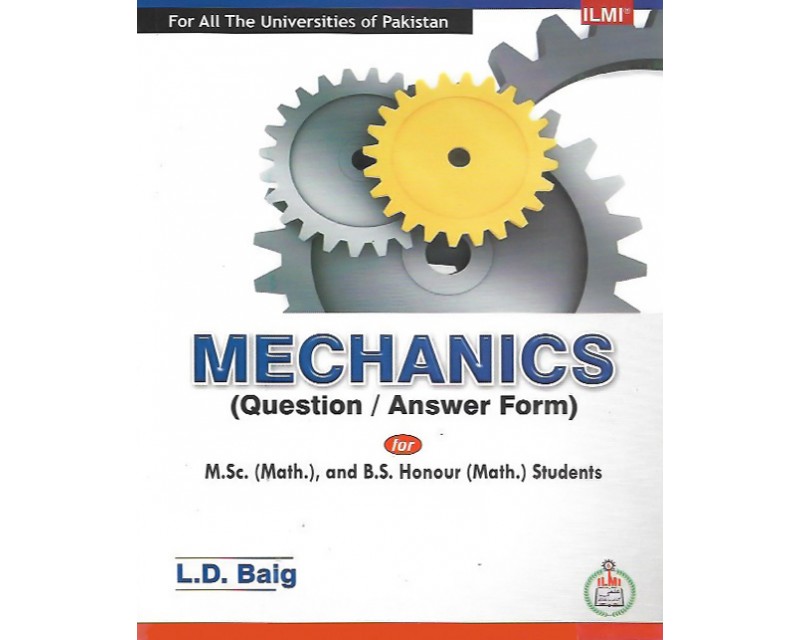 For All The Universities of Pakistan
ILMI®
MECHANICS
(Question / Answer Form)
for
M.Sc. (Math.), and B.S. Honour (Math.) Students
L.D. Baig
ILMI